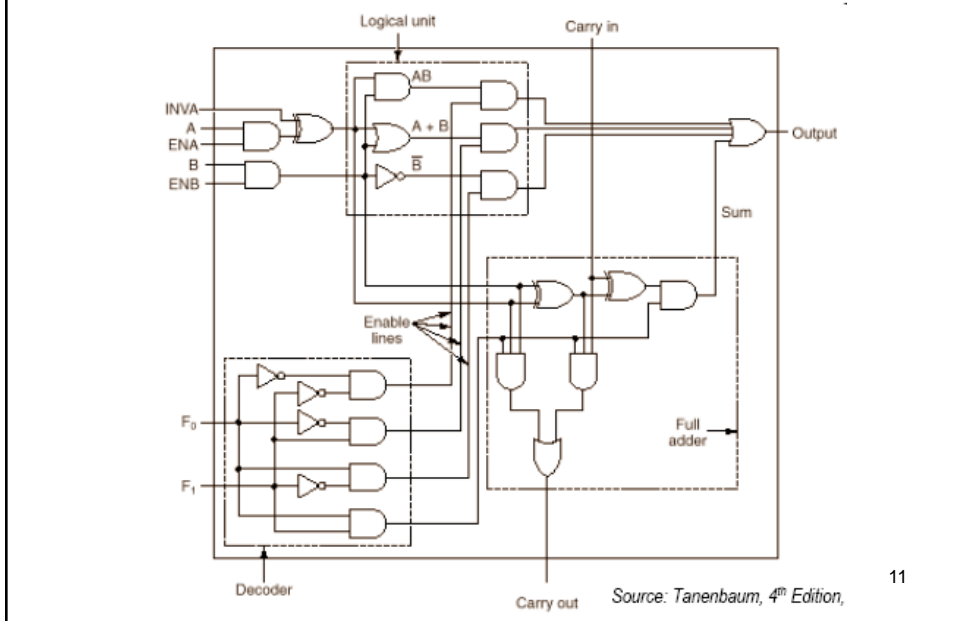 Logical unit
Carry in
AB
INVA
A
ENA
B
ENB
A + B
B̅
Output
Sum
Enable
lines
F₀
F₁
Full
adder
Decoder
Carry out
Source: Tanenbaum, 4th Edition,
11